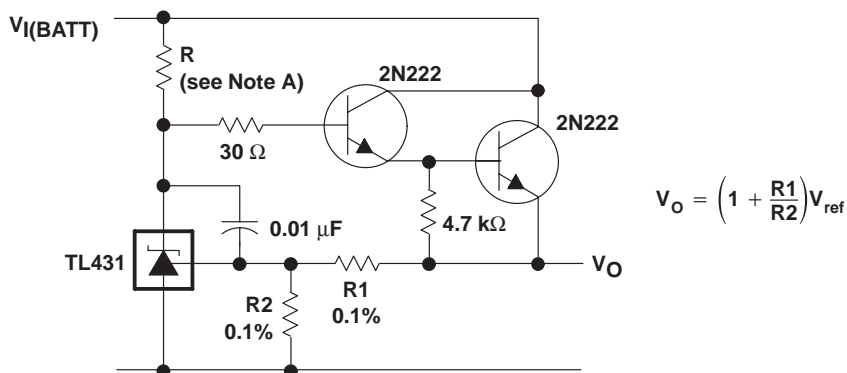 VI(BATT)
R
(see Note A)
2N222
2N222
30 Ω
0.01 μF
4.7 kΩ
VO = (1 + R1/R2)Vref
TL431
VO
R1
0.1%
R2
0.1%